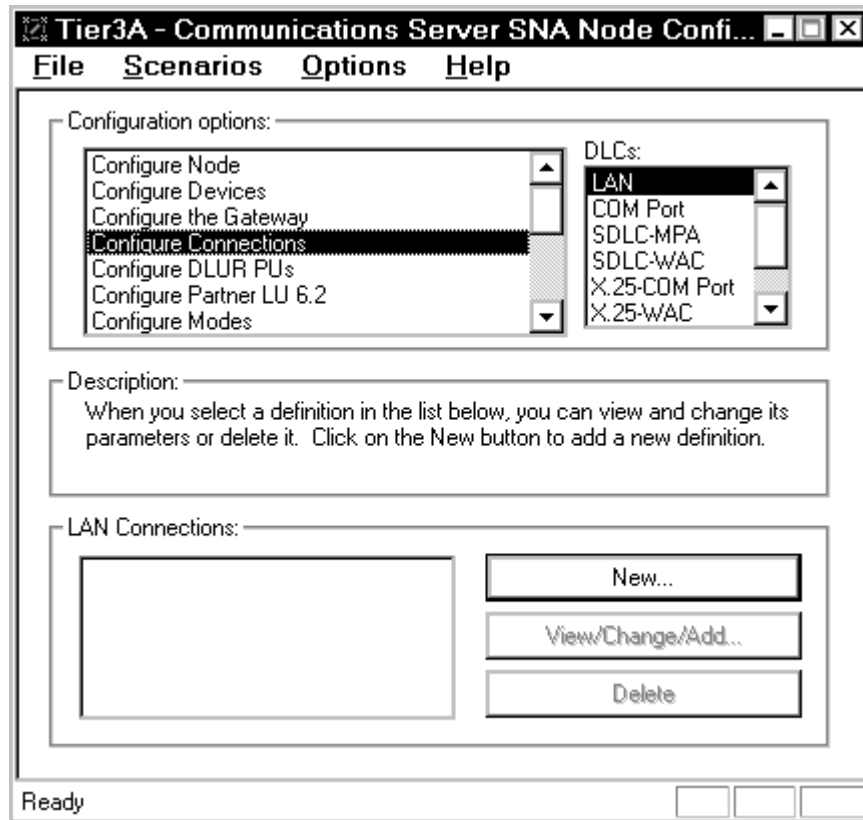 Tier3A - Communications Server SNA Node Confi...
File Scenarios Options Help
Configuration options:
Configure Node
Configure Devices
Configure the Gateway
Configure Connections
Configure DLUR PUs
Configure Partner LU 6.2
Configure Modes
DLCs:
LAN
COM Port
SDLC-MPA
SDLC-WAC
X.25-COM Port
X.25-WAC
Description:
When you select a definition in the list below, you can view and change its
parameters or delete it.  Click on the New button to add a new definition.
LAN Connections:
New...
View/Change/Add...
Delete
Ready